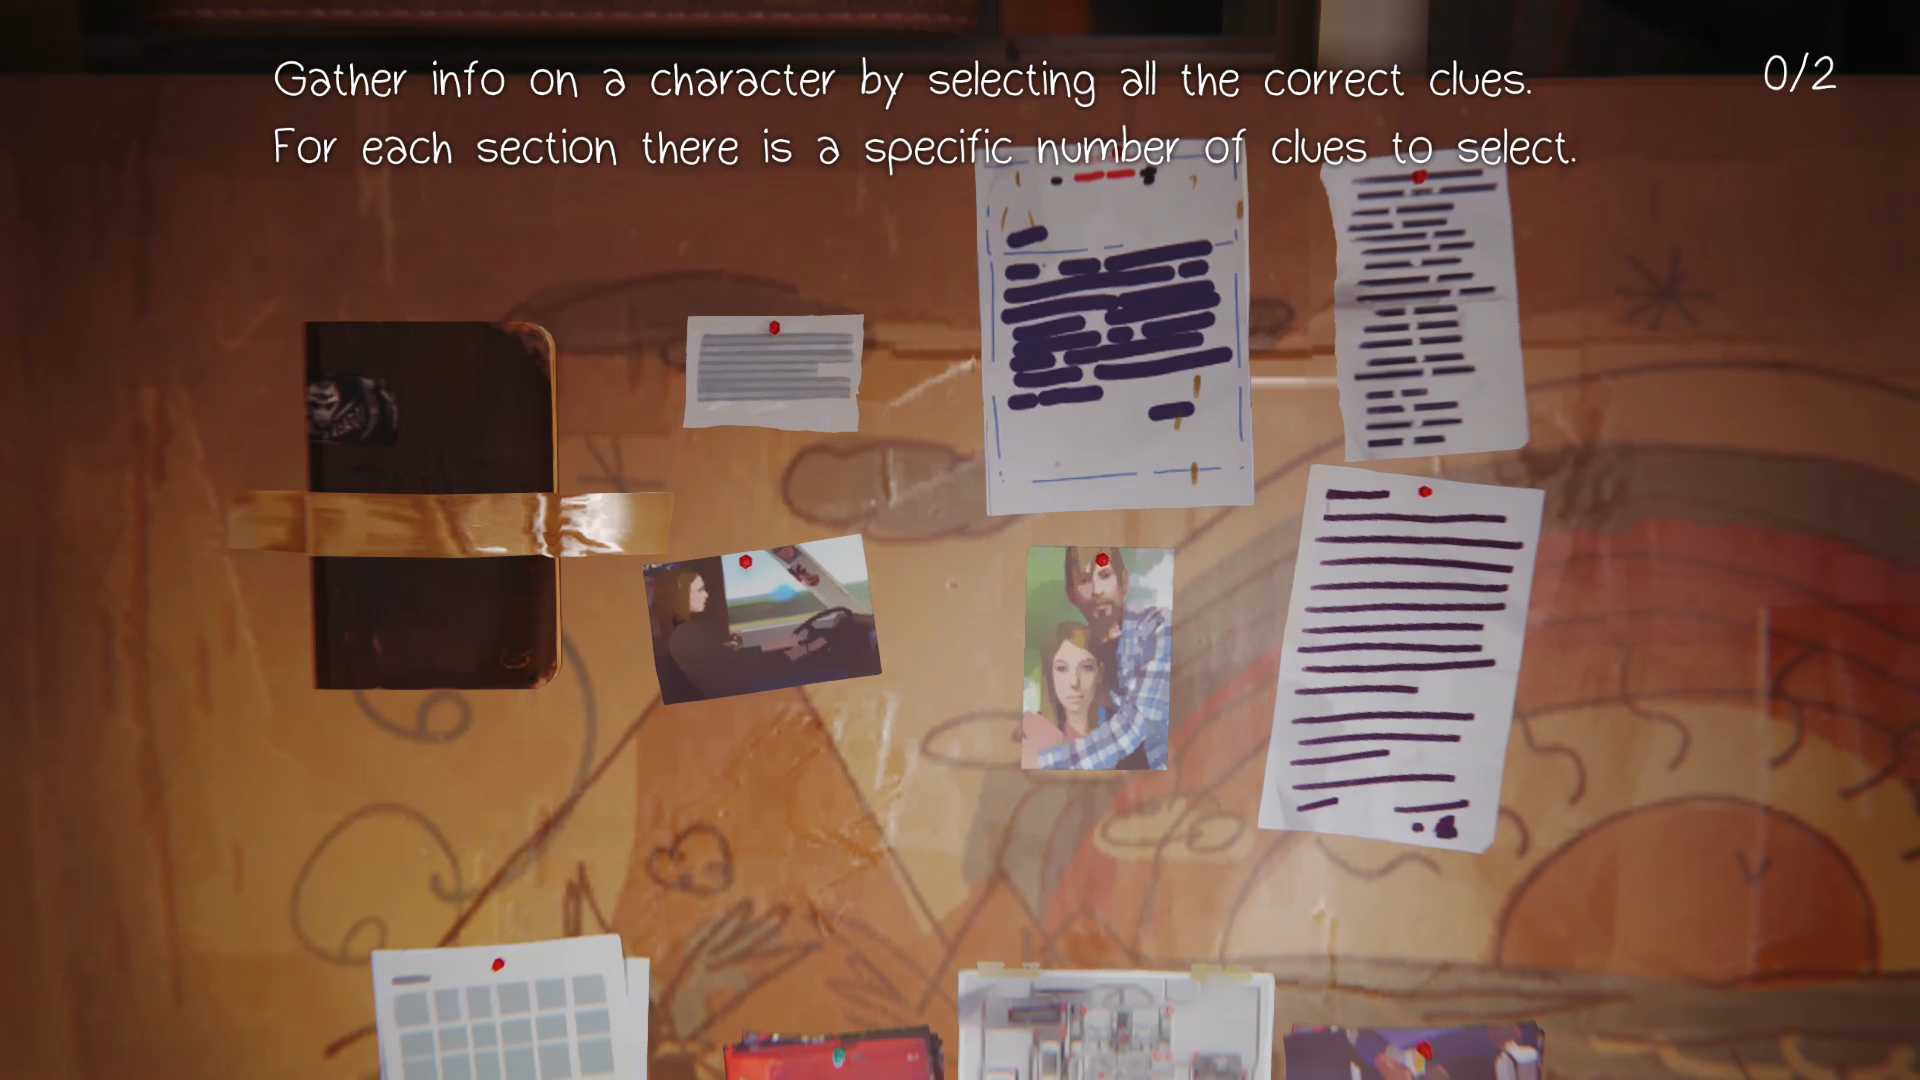 Gather info on a character by selecting all the correct clues.
0/2
For each section there is a specific number of clues to select.